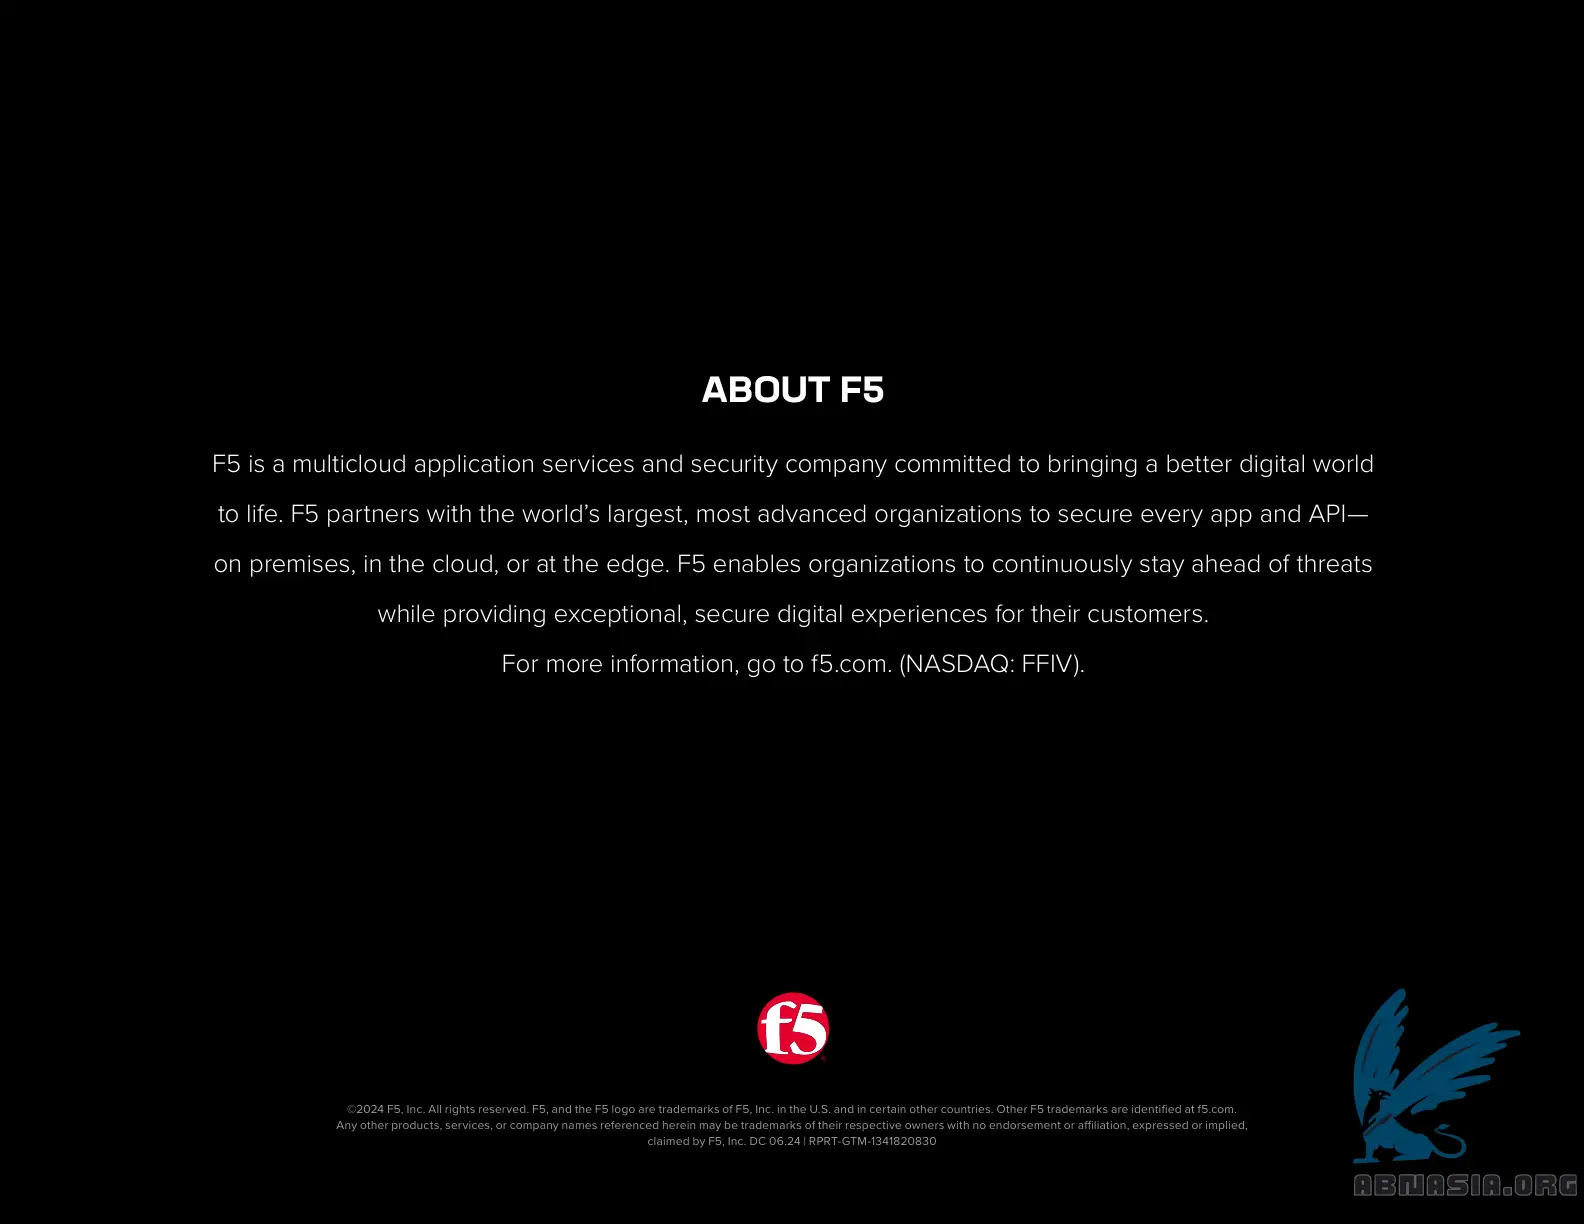 ABOUT F5
F5 is a multicloud application services and security company committed to bringing a better digital world
to life. F5 partners with the world’s largest, most advanced organizations to secure every app and API—
on premises, in the cloud, or at the edge. F5 enables organizations to continuously stay ahead of threats
while providing exceptional, secure digital experiences for their customers.
For more information, go to f5.com. (NASDAQ: FFIV).
f5
©2024 F5, Inc. All rights reserved. F5, and the F5 logo are trademarks of F5, Inc. in the U.S. and in certain other countries. Other F5 trademarks are identified at f5.com.
Any other products, services, or company names referenced herein may be trademarks of their respective owners with no endorsement or affiliation, expressed or implied,
claimed by F5, Inc. DC 06.24 | RPRT-GTM-1341820830
ABNASIA.ORG